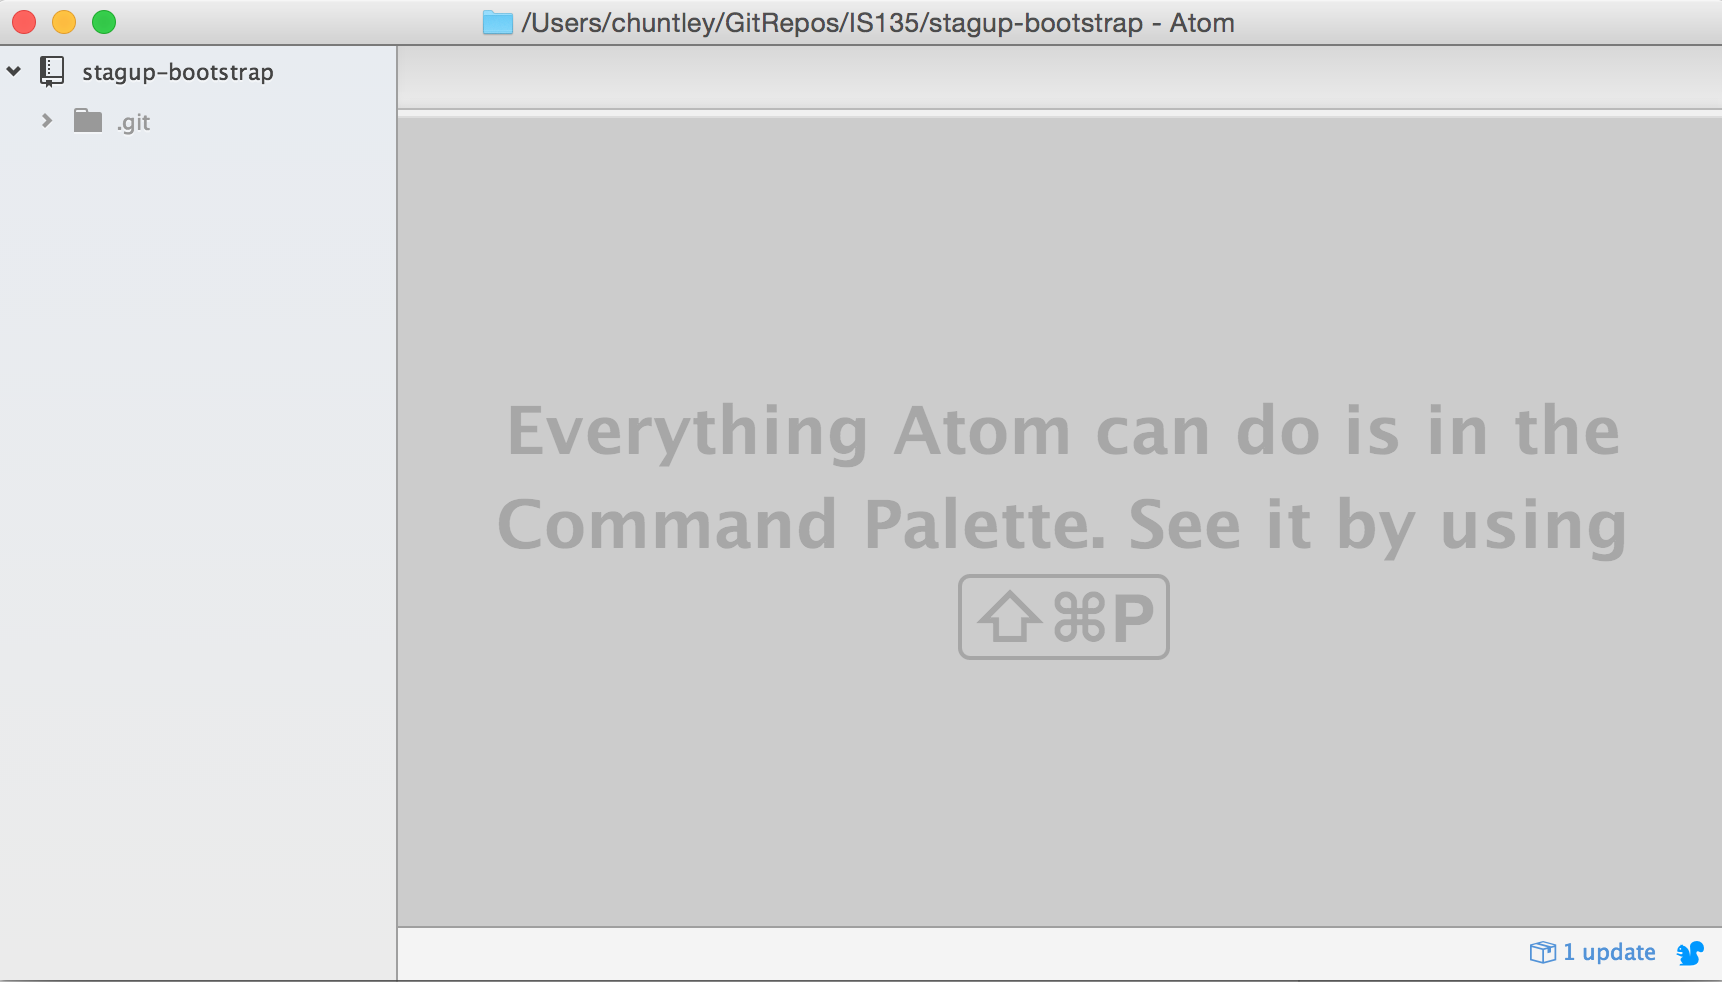 /Users/chuntley/GitRepos/IS135/stagup-bootstrap - Atom
stagup-bootstrap
.git
Everything Atom can do is in the
Command Palette. See it by using
⇧⌘P
1 update